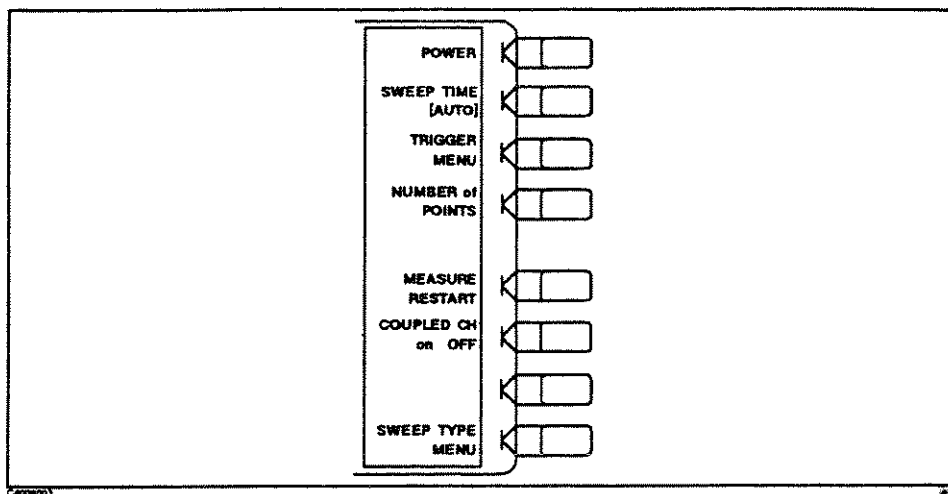 POWER
SWEEP TIME
[AUTO]
TRIGGER
MENU
NUMBER of
POINTS
MEASURE
RESTART
COUPLED CH
on OFF
SWEEP TYPE
MENU